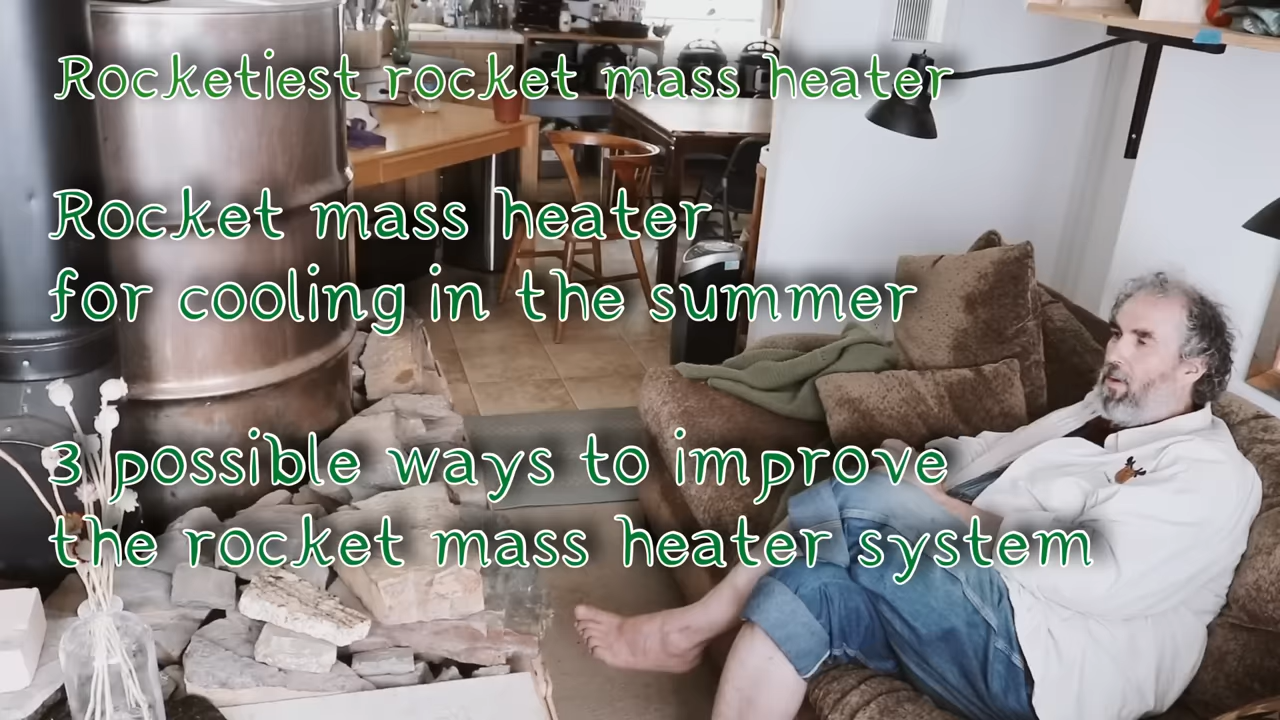 Rocketiest rocket mass heater
Rocket mass heater
for cooling in the summer
3 possible ways to improve
the rocket mass heater system